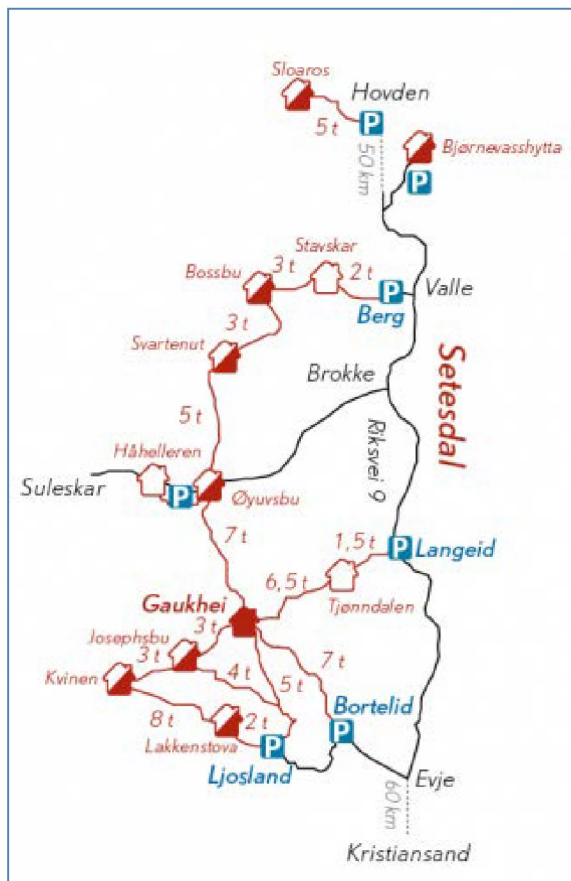 Sloaros
Hovden
P
5 t
50 km
Bjørnevasshytta
P
Stavskar
Bossbu
3 t
2 t
P
Valle
Berg
3 t
Svartenut
Setesdal
Brokke
5 t
Riksvei 9
Håhelleren
Suleskar
P
Øyuvsbu
7 t
1,5 t
P
Langeid
6,5 t
Tjønndalen
Gaukhei
Josephsbu
3 t
3 t
7 t
Kvinen
4 t
5 t
Bortelid
8 t
2 t
P
Lakkenstova
P
Ljosland
Evje
60 km
Kristiansand